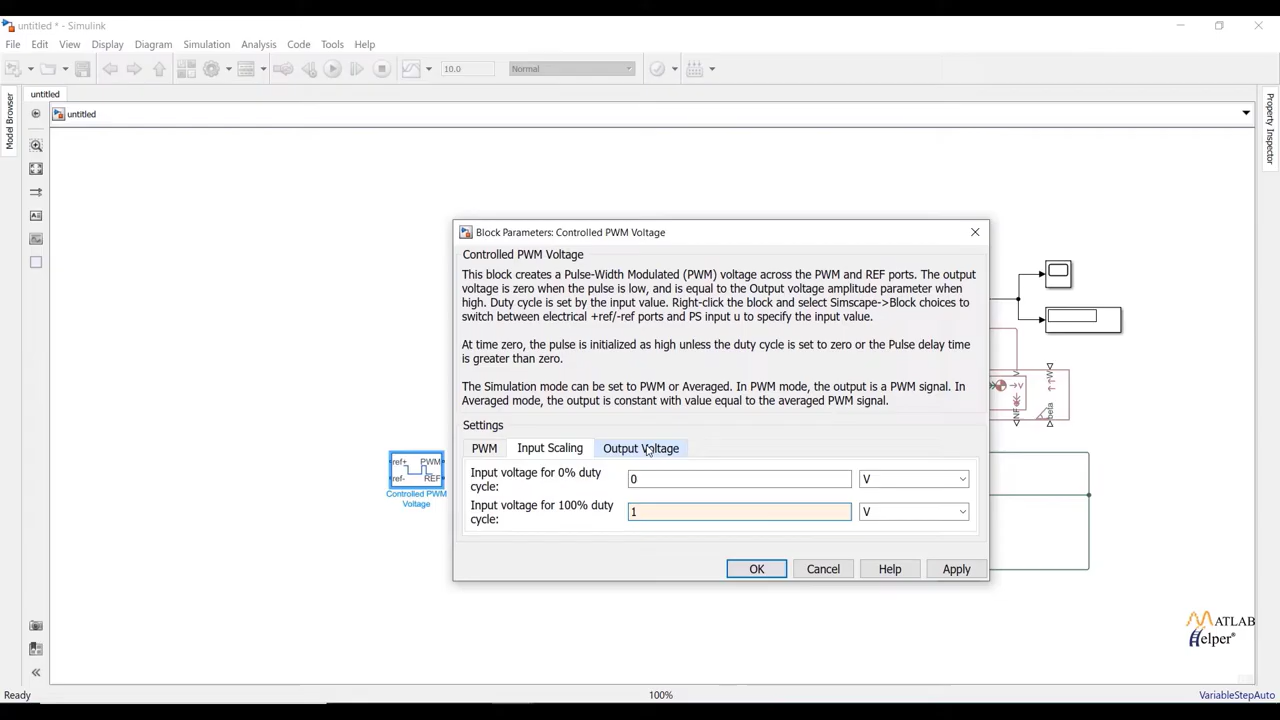 untitled * - Simulink
File Edit View Display Diagram Simulation Analysis Code Tools Help
10.0 Normal
untitled
untitled
Model Browser
Property Inspector
Block Parameters: Controlled PWM Voltage
Controlled PWM Voltage
This block creates a Pulse-Width Modulated (PWM) voltage across the PWM and REF ports. The output
voltage is zero when the pulse is low, and is equal to the Output voltage amplitude parameter when
high. Duty cycle is set by the input value. Right-click the block and select Simscape->Block choices to
switch between electrical +ref/-ref ports and PS input u to specify the input value.
At time zero, the pulse is initialized as high unless the duty cycle is set to zero or the Pulse delay time
is greater than zero.
The Simulation mode can be set to PWM or Averaged. In PWM mode, the output is a PWM signal. In
Averaged mode, the output is constant with value equal to the averaged PWM signal.
Settings
PWM Input Scaling Output Voltage
Input voltage for 0% duty
cycle:
0 V
Input voltage for 100% duty
cycle:
1 V
OK Cancel Help Apply
ref+ PWM
ref- REF
Controlled PWM
Voltage
MATLAB
Helper®
Ready 100% VariableStepAuto